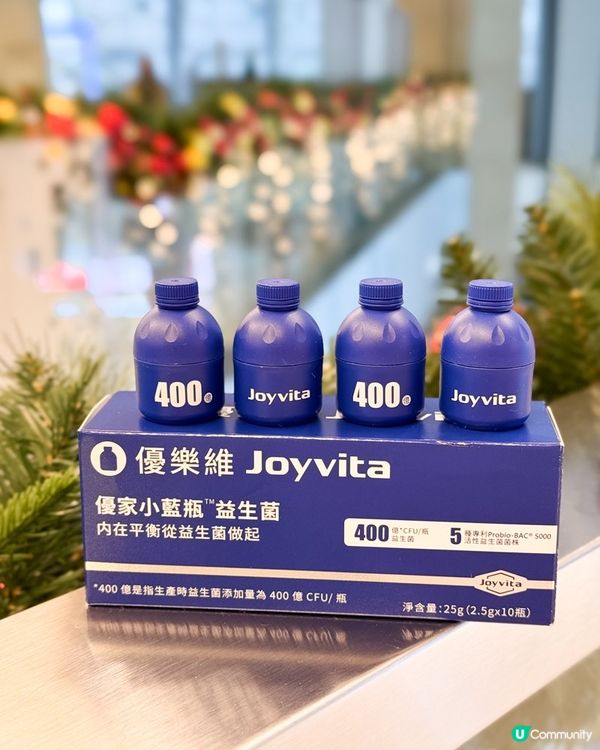 400億
Joyvita
400億
Joyvita
優樂維 Joyvita
優家小藍瓶™益生菌
內在平衡從益生菌做起
400 億*CFU/瓶
益生菌
5 種專利Probio-BAC® 5000
活性益生菌菌株
Joyvita
*400 億是指生產時益生菌添加量為 400 億 CFU/ 瓶
淨含量:25g(2.5gx10瓶)
U Community